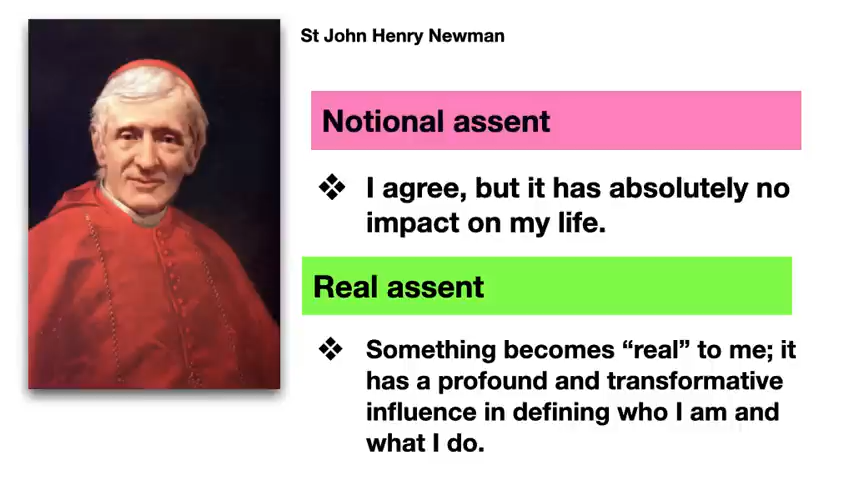 St John Henry Newman
Notional assent
❖ I agree, but it has absolutely no
impact on my life.
Real assent
❖ Something becomes “real” to me; it
has a profound and transformative
influence in defining who I am and
what I do.